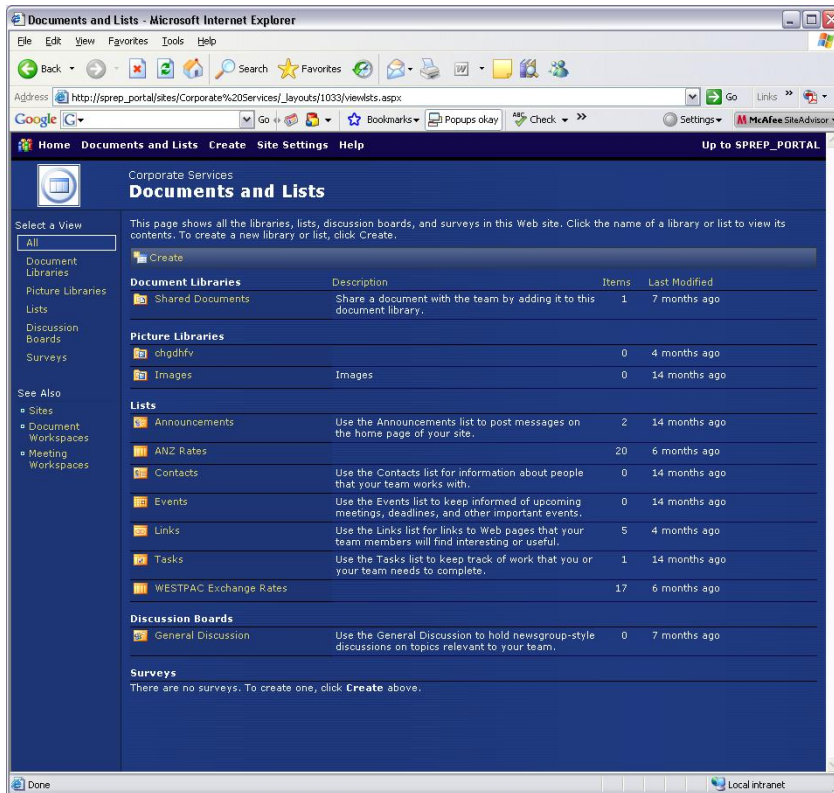 Documents and Lists - Microsoft Internet Explorer
File Edit View Favorites Tools Help
Back Search Favorites
Address http://sprep_portal/sites/Corporate%20Services/_layouts/1033/viewlsts.aspx Go Links »
Google G Go Bookmarks Popups okay ABC Check » Settings McAfee SiteAdvisor
Home Documents and Lists Create Site Settings Help Up to SPREP_PORTAL
Corporate Services
Documents and Lists
Select a View
All
Document
Libraries
Picture Libraries
Lists
Discussion
Boards
Surveys
See Also
Sites
Document
Workspaces
Meeting
Workspaces
This page shows all the libraries, lists, discussion boards, and surveys in this Web site. Click the name of a library or list to view its
contents. To create a new library or list, click Create.
Create
Document Libraries Description Items Last Modified
Shared Documents Share a document with the team by adding it to this 1 7 months ago
document library.
Picture Libraries
chgdhfv 0 4 months ago
Images Images 0 14 months ago
Lists
Announcements Use the Announcements list to post messages on 2 14 months ago
the home page of your site.
ANZ Rates 20 6 months ago
Contacts Use the Contacts list for information about people 0 14 months ago
that your team works with.
Events Use the Events list to keep informed of upcoming 0 14 months ago
meetings, deadlines, and other important events.
Links Use the Links list for links to Web pages that your 5 4 months ago
team members will find interesting or useful.
Tasks Use the Tasks list to keep track of work that you or 1 14 months ago
your team needs to complete.
WESTPAC Exchange Rates 17 6 months ago
Discussion Boards
General Discussion Use the General Discussion to hold newsgroup-style 0 7 months ago
discussions on topics relevant to your team.
Surveys
There are no surveys. To create one, click Create above.
Done Local intranet